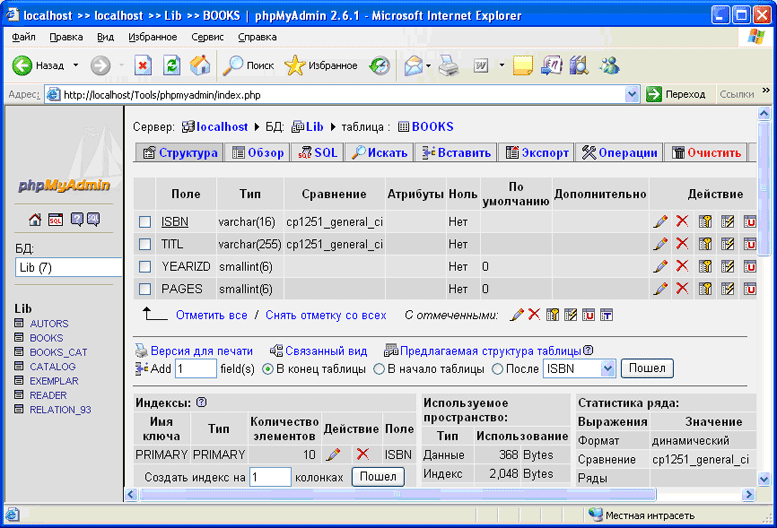 localhost >> localhost >> Lib >> BOOKS | phpMyAdmin 2.6.1 - Microsoft Internet Explorer
Файл Правка Вид Избранное Сервис Справка
Назад Поиск Избранное
Адрес: http://localhost/Tools/phpmyadmin/index.php Переход Ссылки »
phpMyAdmin
БД:
Lib (7)
Lib
AUTORS
BOOKS
BOOKS_CAT
CATALOG
EXEMPLAR
READER
RELATION_93
Сервер: localhost БД: Lib таблица : BOOKS
Структура Обзор SQL Искать Вставить Экспорт Операции Очистить
Поле Тип Сравнение Атрибуты Ноль По умолчанию Дополнительно Действие
ISBN varchar(16) cp1251_general_ci Нет
TITL varchar(255) cp1251_general_ci Нет
YEARIZD smallint(6) Нет 0
PAGES smallint(6) Нет 0
Отметить все / Снять отметку со всех С отмеченными:
Версия для печати Связанный вид Предлагаемая структура таблицы
Add 1 field(s) В конец таблицы В начало таблицы После ISBN Пошел
Индексы:
Имя ключа Тип Количество элементов Действие Поле
PRIMARY PRIMARY 10 ISBN
Создать индекс на 1 колонках Пошел
Используемое пространство:
Тип Использование
Данные 368 Bytes
Индекс 2,048 Bytes
Статистика ряда:
Выражения Значение
Формат динамический
Сравнение cp1251_general_ci
Ряды
Местная интрасеть